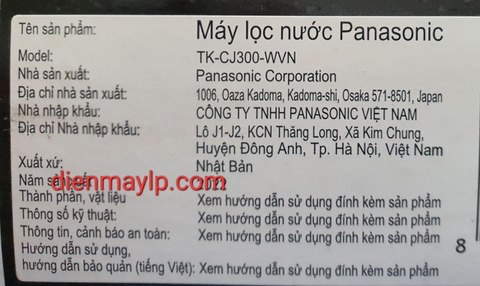 Tên sản phẩm: Máy lọc nước Panasonic
Model: TK-CJ300-WVN
Nhà sản xuất: Panasonic Corporation
Địa chỉ nhà sản xuất: 1006, Oaza Kadoma, Kadoma-shi, Osaka 571-8501, Japan
Nhà nhập khẩu: CÔNG TY TNHH PANASONIC VIỆT NAM
Địa chỉ Nhà nhập khẩu: Lô J1-J2, KCN Thăng Long, Xã Kim Chung,
Huyện Đông Anh, Tp. Hà Nội, Việt Nam
Xuất xứ: Nhật Bản
Năm sản xuất:
dienmaylp.com
Thành phần, vật liệu Xem hướng dẫn sử dụng đính kèm sản phẩm
Thông số kỹ thuật: Xem hướng dẫn sử dụng đính kèm sản phẩm
Thông tin, cảnh báo an toàn: Xem hướng dẫn sử dụng đính kèm sản phẩm
8
Hướng dẫn sử dụng,
hướng dẫn bảo quản (tiếng Việt): Xem hướng dẫn sử dụng đính kèm sản phẩm